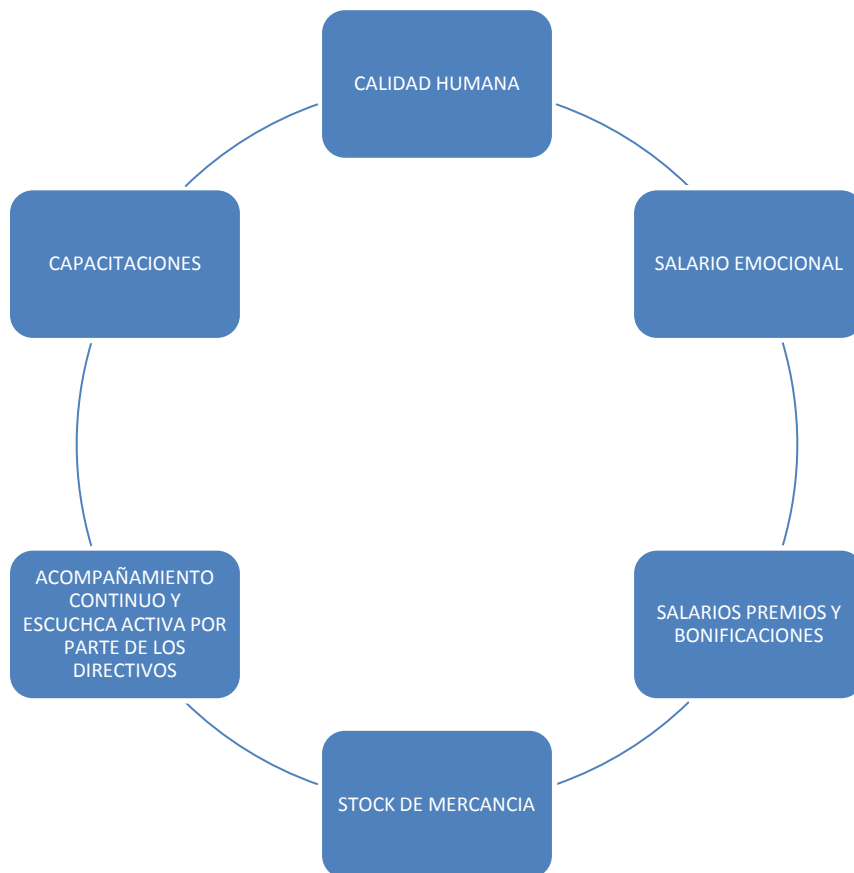 CALIDAD HUMANA
SALARIO EMOCIONAL
SALARIOS PREMIOS Y
BONIFICACIONES
STOCK DE MERCANCIA
ACOMPAÑAMIENTO
CONTINUO Y
ESCUCHCA ACTIVA POR
PARTE DE LOS
DIRECTIVOS
CAPACITACIONES